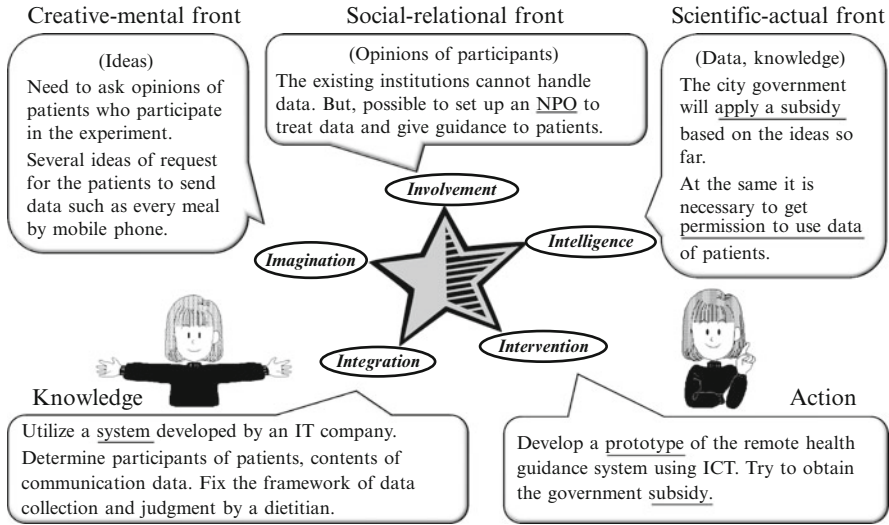 Creative-mental front
Social-relational front
Scientific-actual front
(Ideas)
Need to ask opinions of
patients who participate
in the experiment.
Several ideas of request
for the patients to send
data such as every meal
by mobile phone.
(Opinions of participants)
The existing institutions cannot handle
data. But, possible to set up an NPO to
treat data and give guidance to patients.
(Data, knowledge)
The city government
will apply a subsidy
based on the ideas so
far.
At the same it is
necessary to get
permission to use data
of patients.
Involvement
Imagination
Intelligence
Integration
Intervention
Knowledge
Action
Utilize a system developed by an IT company.
Determine participants of patients, contents of
communication data. Fix the framework of data
collection and judgment by a dietitian.
Develop a prototype of the remote health
guidance system using ICT. Try to obtain
the government subsidy.